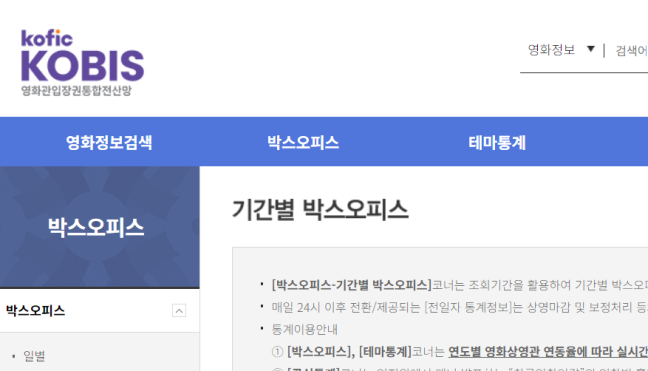 kofic
KOBIS
영화관입장권통합전산망
영화정보 ▼ | 검색어
영화정보검색 박스오피스 테마통계
박스오피스
기간별 박스오피스
박스오피스
일별
• [박스오피스-기간별 박스오피스]코너는 조회기간을 활용하여 기간별 박스오
• 매일 24시 이후 전환/제공되는 [전일자 통계정보]는 상영마감 및 보정처리 등
• 통계이용안내
① [박스오피스], [테마통계]코너는 연도별 영화상영관 연동율에 따라 실시간